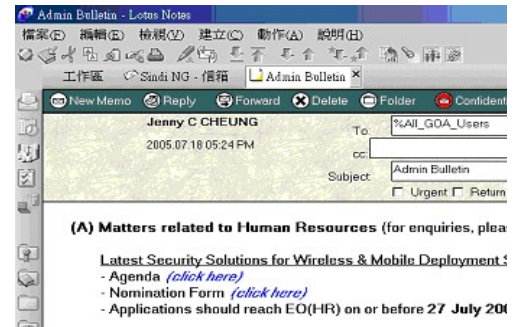 Admin Bulletin - Lotus Notes
檔案(E) 編輯(E) 檢視(V) 建立(C) 動作(A) 說明(H)
工作區 Sindi NG - 信箱 Admin Bulletin ×
New Memo Reply Forward Delete Folder Confident
Jenny C CHEUNG
To %All_GOA_Users
2005.07.18 05:24 PM
cc:
Subject Admin Bulletin
Urgent Return
(A) Matters related to Human Resources (for enquiries, plea
Latest Security Solutions for Wireless & Mobile Deployment S
- Agenda (click here)
- Nomination Form (click here)
- Applications should reach EO(HR) on or before 27 July 200